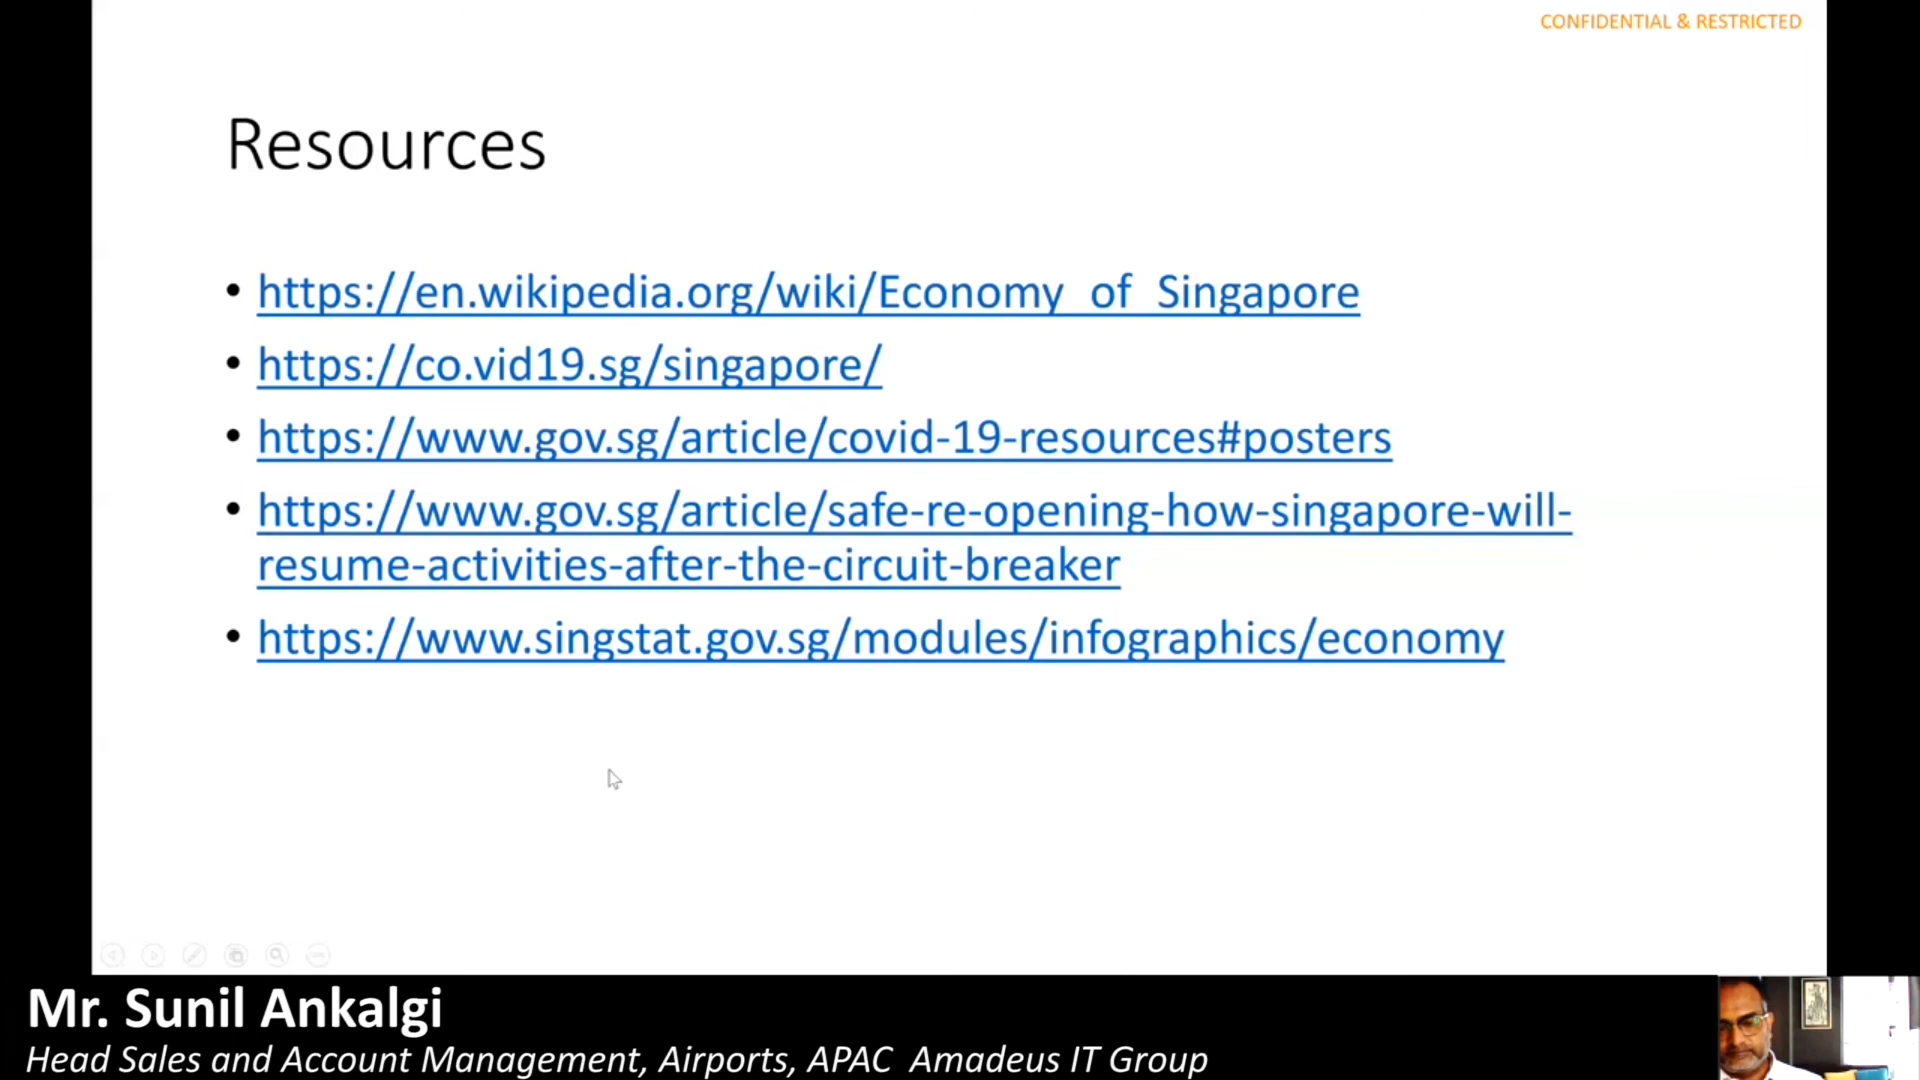 CONFIDENTIAL & RESTRICTED
Resources
• https://en.wikipedia.org/wiki/Economy_of_Singapore
• https://co.vid19.sg/singapore/
• https://www.gov.sg/article/covid-19-resources#posters
• https://www.gov.sg/article/safe-re-opening-how-singapore-will-
resume-activities-after-the-circuit-breaker
• https://www.singstat.gov.sg/modules/infographics/economy
Mr. Sunil Ankalgi
Head Sales and Account Management, Airports, APAC Amadeus IT Group